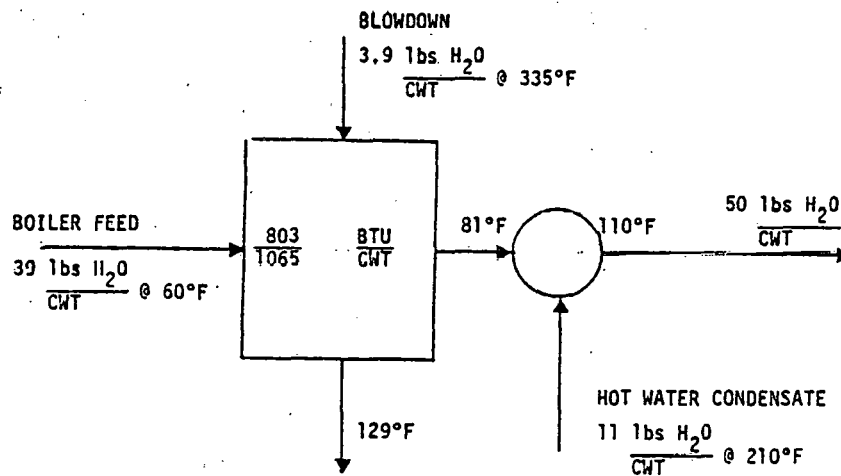 BLOWDOWN
3.9 lbs H2O
CWT @ 335°F
BOILER FEED
39 lbs H2O
CWT @ 60°F
803 BTU
1065 CWT
81°F
110°F
50 lbs H2O
CWT
129°F
HOT WATER CONDENSATE
11 lbs H2O
CWT @ 210°F